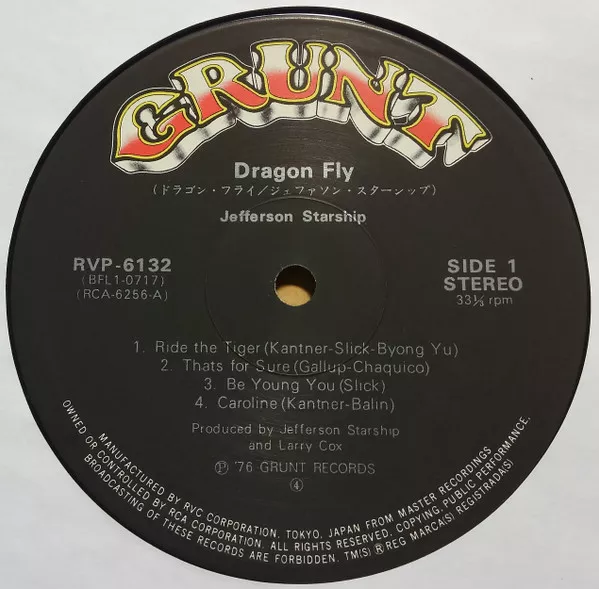 GRUNT
Dragon Fly
(ドラゴン・フライ/ジェファソン・スターシップ)
Jefferson Starship
RVP-6132
(BFL1-0717)
(RCA-6256-A)
SIDE 1
STEREO
33⅓ rpm
1. Ride the Tiger (Kantner-Slick-Byong Yu)
2. Thats for Sure (Gallup-Chaquico)
3. Be Young You (Slick)
4. Caroline (Kantner-Balin)
Produced by Jefferson Starship
and Larry Cox
Ⓟ '76 GRUNT RECORDS
④
MANUFACTURED BY RVC CORPORATION, TOKYO, JAPAN FROM MASTER RECORDINGS
OWNED OR CONTROLLED BY RCA CORPORATION. ALL RIGHTS RESERVED. COPYING, PUBLIC PERFORMANCE,
BROADCASTING OF THESE RECORDS ARE FORBIDDEN. TM(S) ® REG MARCA(S) REGISTRADA(S)